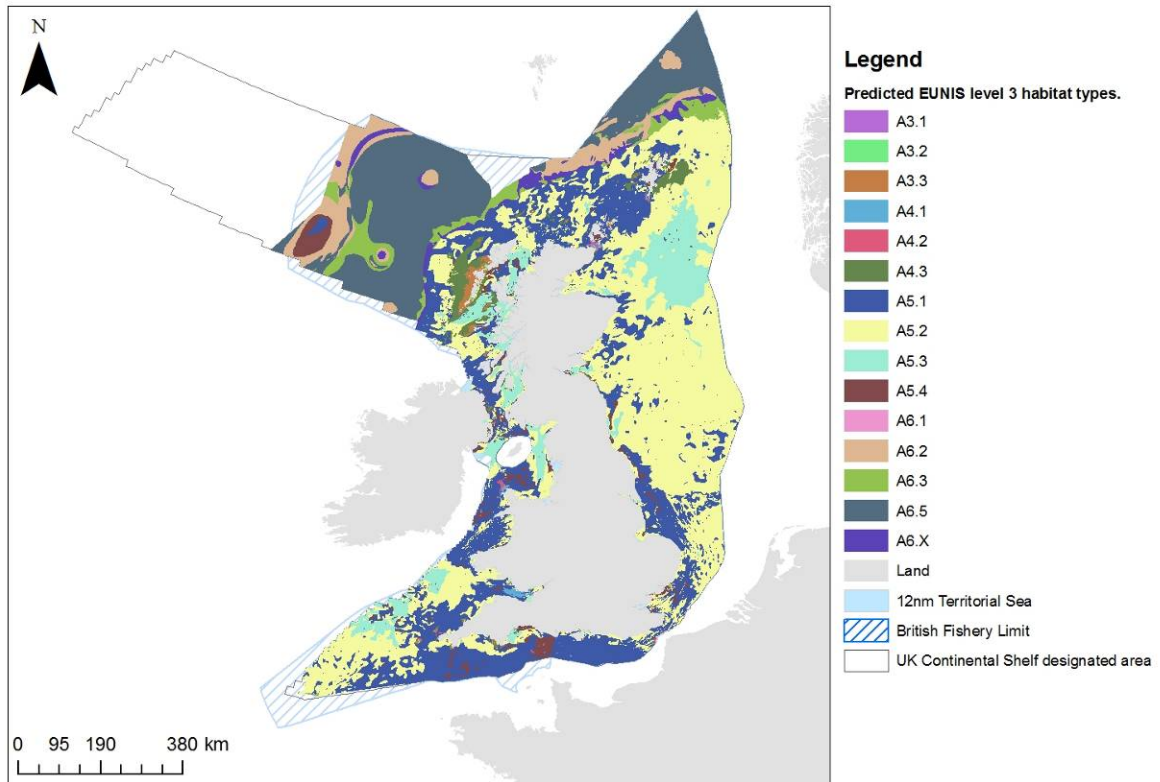 N
0 95 190 380 km
Legend
Predicted EUNIS level 3 habitat types.
A3.1
A3.2
A3.3
A4.1
A4.2
A4.3
A5.1
A5.2
A5.3
A5.4
A6.1
A6.2
A6.3
A6.5
A6.X
Land
12nm Territorial Sea
British Fishery Limit
UK Continental Shelf designated area